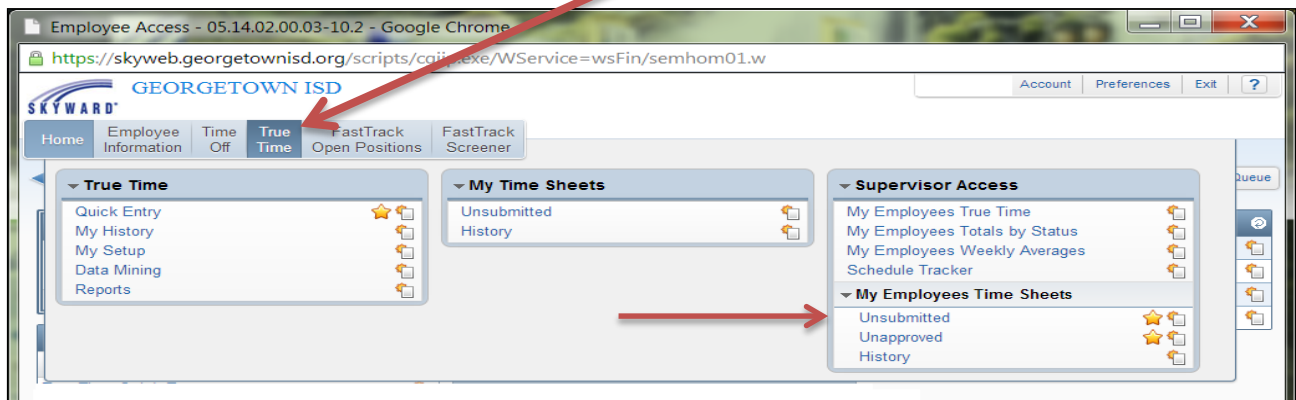 Employee Access - 05.14.02.00.03-10.2 - Google Chrome
https://skyweb.georgetownisd.org/scripts/cgiip.exe/WService=wsFin/semhom01.w
GEORGETOWN ISD
SKYWARD
Account Preferences Exit ?
Home
Employee Information
Time Off
True Time
FastTrack Open Positions
FastTrack Screener
Queue
True Time
Quick Entry
My History
My Setup
Data Mining
Reports
My Time Sheets
Unsubmitted
History
Supervisor Access
My Employees True Time
My Employees Totals by Status
My Employees Weekly Averages
Schedule Tracker
My Employees Time Sheets
Unsubmitted
Unapproved
History